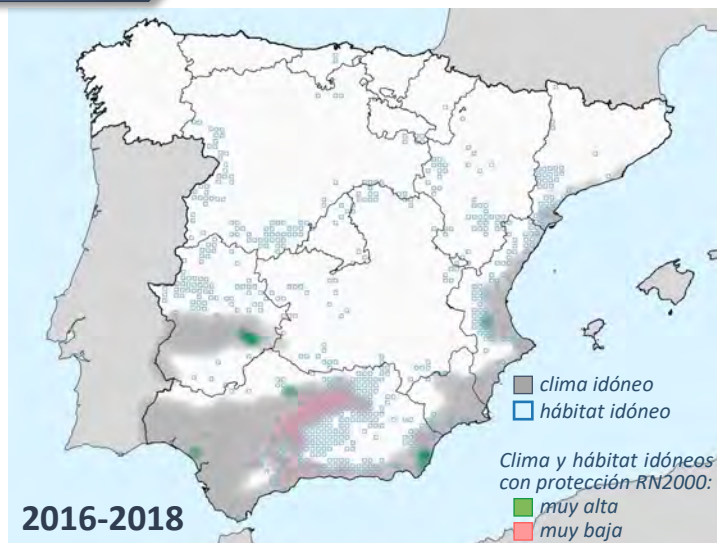 clima idóneo
hábitat idóneo
Clima y hábitat idóneos
con protección RN2000:
muy alta
muy baja
2016-2018